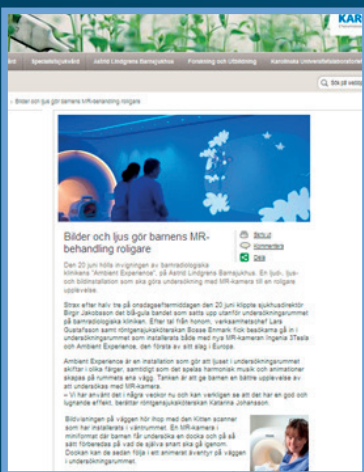 KAR
Specialistsjukvård Astrid Lindgrens Barnsjukhus Forskning och Utbildning Karolinska Universitetslaboratoriet
Sök på webb
Bilder och ljus gör barnens MR-behandling roligare
Bilder och ljus gör barnens MR-
behandling roligare
Skriv ut
Kommentera
Dela
Den 20 juni hölls invigningen av barnradiologiska
klinikens "Ambient Experience", på Astrid Lindgrens Barnsjukhus. En ljud-, ljus-
och bildinstallation som ska göra undersökning med MR-kamera till en roligare
upplevelse.
Strax efter halv tre på onsdagseftermiddagen den 20 juni klippte sjukhusdirektör
Birgir Jakobsson det blå-gula bandet som satts upp utanför undersökningsrummet
på barnradiologiska kliniken. Efter tal från honom, verksamhetschef Lars
Gustafsson samt röntgensjuksköterskan Bosse Enmark fick besökarna gå in i
undersökningsrummet som installerats både med nya MR-kameran Ingenia 3Tesla
och Ambient Experience, den första av sitt slag i Europa.
Ambient Experience är en installation som gör att ljuset i undersökningsrummet
skiftar i olika färger, samtidigt som det spelas harmonisk musik och animationer
skapas på rummets ena vägg. Tanken är att ge barnen en bättre upplevelse av
att undersökas med MR-kamera.
– Vi har använt det i några veckor nu och kan verkligen se att det har en god och
lugnande effekt, berättar röntgensjuksköterskan Katarina Johansson.
Bildvisningen på väggen hör ihop med den Kitten scanner
som har installerats i väntrummet. En MR-kamera i
miniformat där barnen får undersöka en docka och på så
sätt förberedas på vad de själva snart ska gå igenom.
Dockan kan de sedan följa i ett animerat äventyr på väggen
i undersökningsrummet.